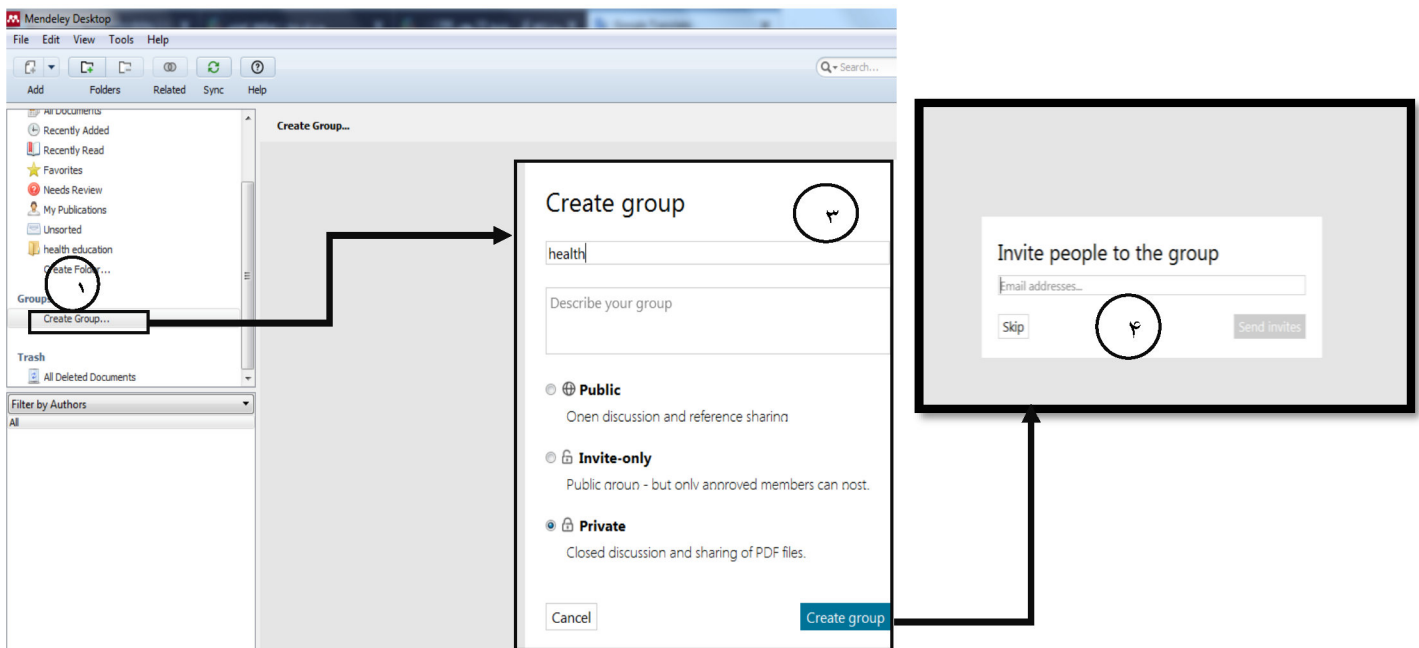 Mendeley Desktop
File Edit View Tools Help
Search...
Add Folders Related Sync Help
All Documents
Recently Added
Recently Read
Favorites
Needs Review
My Publications
Unsorted
health education
Create Folder...
۱
Groups
Create Group...
Trash
All Deleted Documents
Filter by Authors
All
Create Group...
Create group
۳
health
Describe your group
Public
Open discussion and reference sharing
Invite-only
Public group - but only approved members can post.
Private
Closed discussion and sharing of PDF files.
Cancel Create group
Invite people to the group
Email addresses...
Skip ۴ Send invites